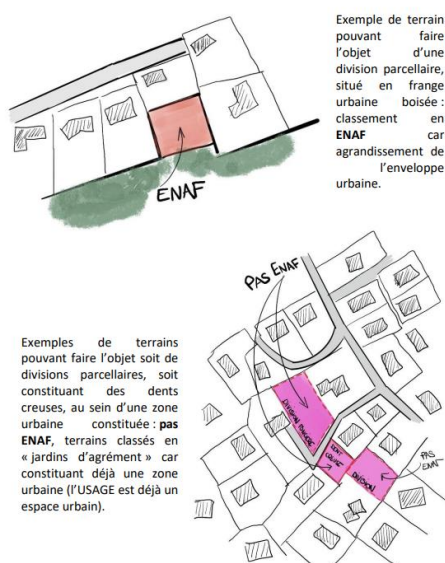 Exemple de terrain
pouvant faire
l'objet d'une
division parcellaire,
situé en frange
urbaine boisée :
classement en
ENAF car
agrandissement de
l'enveloppe
urbaine.
ENAF
PAS ENAF
Exemples de terrains
pouvant faire l'objet soit de
divisions parcellaires, soit
constituant des dents
creuses, au sein d'une zone
urbaine constituée : pas
ENAF, terrains classés en
« jardins d'agrément » car
constituant déjà une zone
urbaine (l'USAGE est déjà un
espace urbain).
DIVISION
DENT
CREUSE
DIVISION
PAS
ENAF